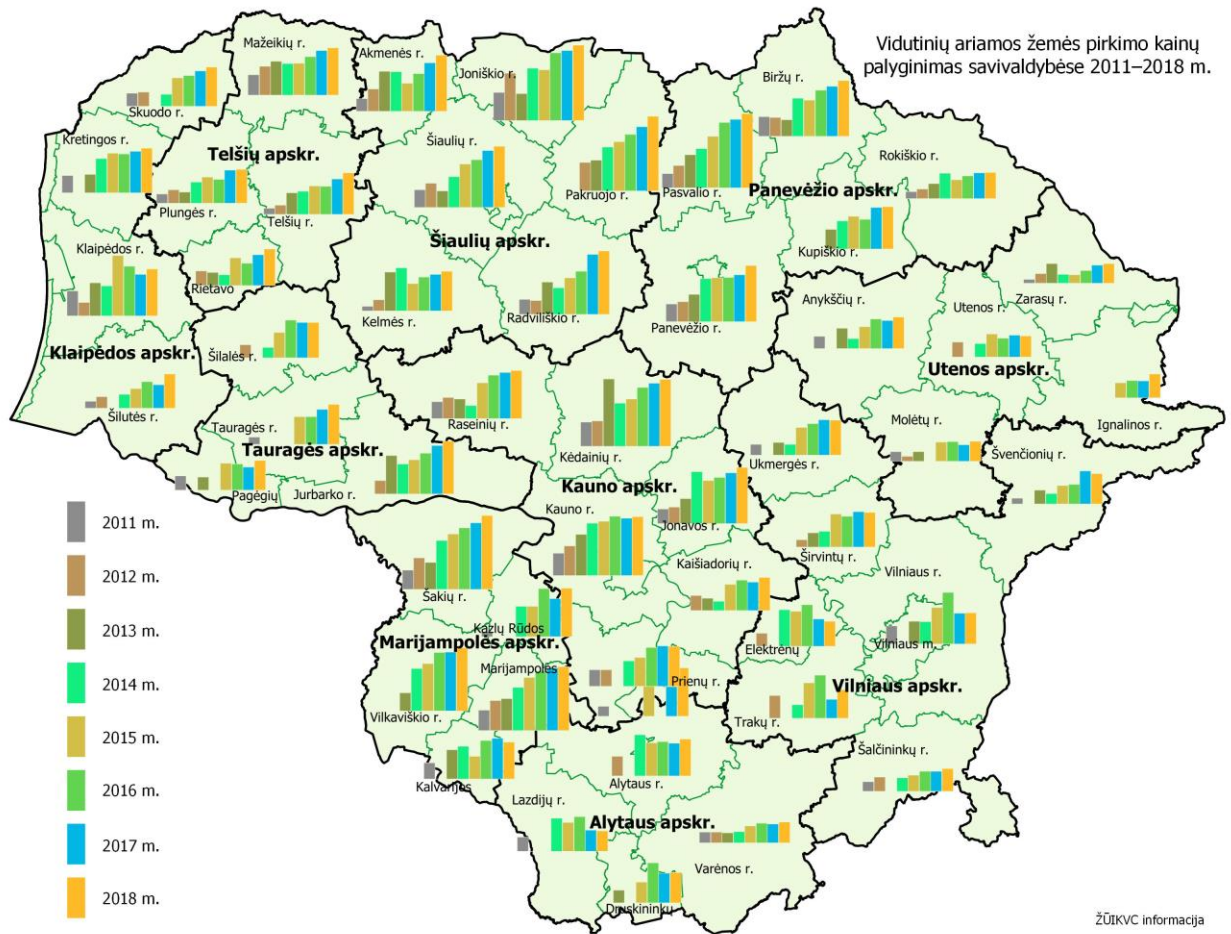 Vidutinių ariamos žemės pirkimo kainų
palyginimas savivaldybėse 2011–2018 m.
Mažeikių r.
Akmenės r.
Joniškio r.
Biržų r.
Skuodo r.
Kretingos r.
Telšių apskr.
Šiaulių r.
Pakruojo r.
Pasvalio r.
Rokiškio r.
Panevėžio apskr.
Plungės r.
Telšių r.
Kupiškio r.
Klaipėdos r.
Šiaulių apskr.
Rietavo
Kelmės r.
Radviliškio r.
Panevėžio r.
Anykščių r.
Utenos r.
Zarasų r.
Klaipėdos apskr.
Šilalės r.
Utenos apskr.
Šilutės r.
Tauragės r.
Raseinių r.
Ignalinos r.
Tauragės apskr.
Kėdainių r.
Ukmergės r.
Molėtų r.
Švenčionių r.
Pagėgių
Jurbarko r.
Kauno apskr.
Kauno r.
Jonavos r.
Širvintų r.
Kaišiadorių r.
Vilniaus r.
Šakių r.
Kazlų Rūdos
Marijampolės apskr.
Elektrėnų
Vilniaus m.
Marijampolės
Prienų r.
Vilniaus apskr.
Vilkaviškio r.
Trakų r.
Šalčininkų r.
Kalvarijos
Alytaus r.
Lazdijų r.
Alytaus apskr.
Varėnos r.
Druskininkų
2011 m.
2012 m.
2013 m.
2014 m.
2015 m.
2016 m.
2017 m.
2018 m.
ŽŪIKVC informacija